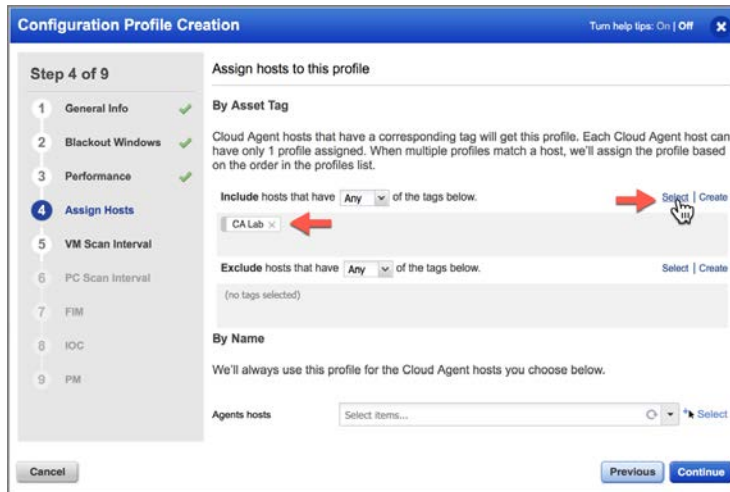 Configuration Profile Creation
Turn help tips: On | Off
Step 4 of 9
1 General Info
2 Blackout Windows
3 Performance
4 Assign Hosts
5 VM Scan Interval
6 PC Scan Interval
7 FIM
8 IOC
9 PM
Assign hosts to this profile
By Asset Tag
Cloud Agent hosts that have a corresponding tag will get this profile. Each Cloud Agent host can
have only 1 profile assigned. When multiple profiles match a host, we'll assign the profile based
on the order in the profiles list.
Include hosts that have Any of the tags below. Select | Create
CA Lab ×
Exclude hosts that have Any of the tags below. Select | Create
(no tags selected)
By Name
We'll always use this profile for the Cloud Agent hosts you choose below.
Agents hosts Select items... Select
Cancel Previous Continue